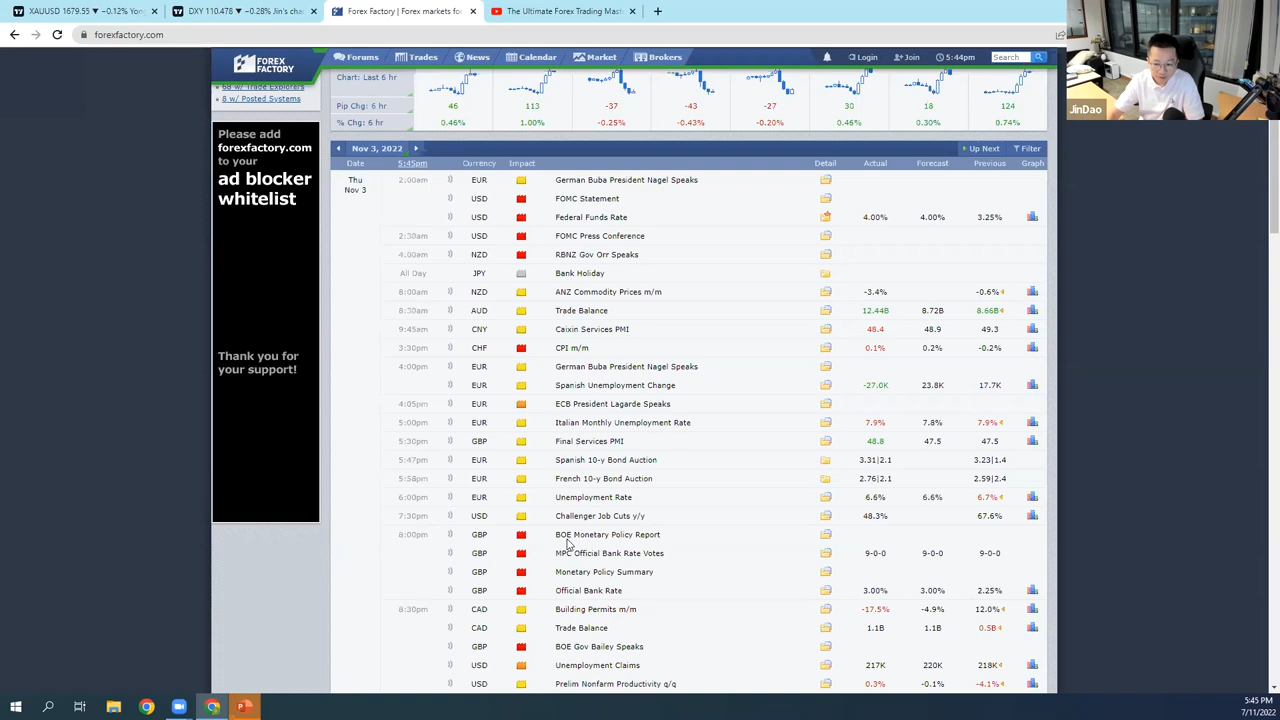 XAUUSD 1679.55 ▾ −0.12% Yong
DXY 110.478 ▾ −0.28% Jin's cha
Forex Factory | Forex markets for
The Ultimate Forex Trading Mast
forexfactory.com
FOREX FACTORY
Forums Trades News Calendar Market Brokers Login Join 5:44pm Search
68 w/ Trade Explorers
8 w/ Posted Systems
Please add
forexfactory.com
to your
ad blocker
whitelist
Thank you for
your support!
Chart: Last 6 hr
Pip Chg: 6 hr 46 113 -37 -43 -27 30 18 124
% Chg: 6 hr 0.46% 1.00% -0.25% -0.43% -0.20% 0.46% 0.30% 0.74%
Nov 3, 2022 Up Next Filter
Date 5:45pm Currency Impact Detail Actual Forecast Previous Graph
Thu Nov 3 2:00am EUR German Buba President Nagel Speaks
USD FOMC Statement
USD Federal Funds Rate 4.00% 4.00% 3.25%
2:30am USD FOMC Press Conference
4:00am NZD RBNZ Gov Orr Speaks
All Day JPY Bank Holiday
8:00am NZD ANZ Commodity Prices m/m -3.4% -0.6%
8:30am AUD Trade Balance 12.44B 8.72B 8.66B
9:45am CNY Caixin Services PMI 48.4 48.9 49.3
3:30pm CHF CPI m/m 0.1% 0.2% -0.2%
4:00pm EUR German Buba President Nagel Speaks
EUR Spanish Unemployment Change -27.0K 23.8K 17.7K
4:05pm EUR ECB President Lagarde Speaks
5:00pm EUR Italian Monthly Unemployment Rate 7.9% 7.8% 7.9%
5:30pm GBP Final Services PMI 48.8 47.5 47.5
5:47pm EUR Spanish 10-y Bond Auction 3.31|2.1 3.23|1.4
5:58pm EUR French 10-y Bond Auction 2.76|2.1 2.59|2.4
6:00pm EUR Unemployment Rate 6.6% 6.6% 6.7%
7:30pm USD Challenger Job Cuts y/y 48.3% 67.6%
8:00pm GBP BOE Monetary Policy Report
GBP MPC Official Bank Rate Votes 9-0-0 9-0-0 9-0-0
GBP Monetary Policy Summary
GBP Official Bank Rate 3.00% 3.00% 2.25%
8:30pm CAD Building Permits m/m -17.5% -4.9% 12.0%
CAD Trade Balance 1.1B 1.1B 0.5B
GBP BOE Gov Bailey Speaks
USD Unemployment Claims 217K 220K 218K
USD Prelim Nonfarm Productivity q/q 0.3% -0.1% -4.1%
JinDao
5:45 PM
7/11/2022